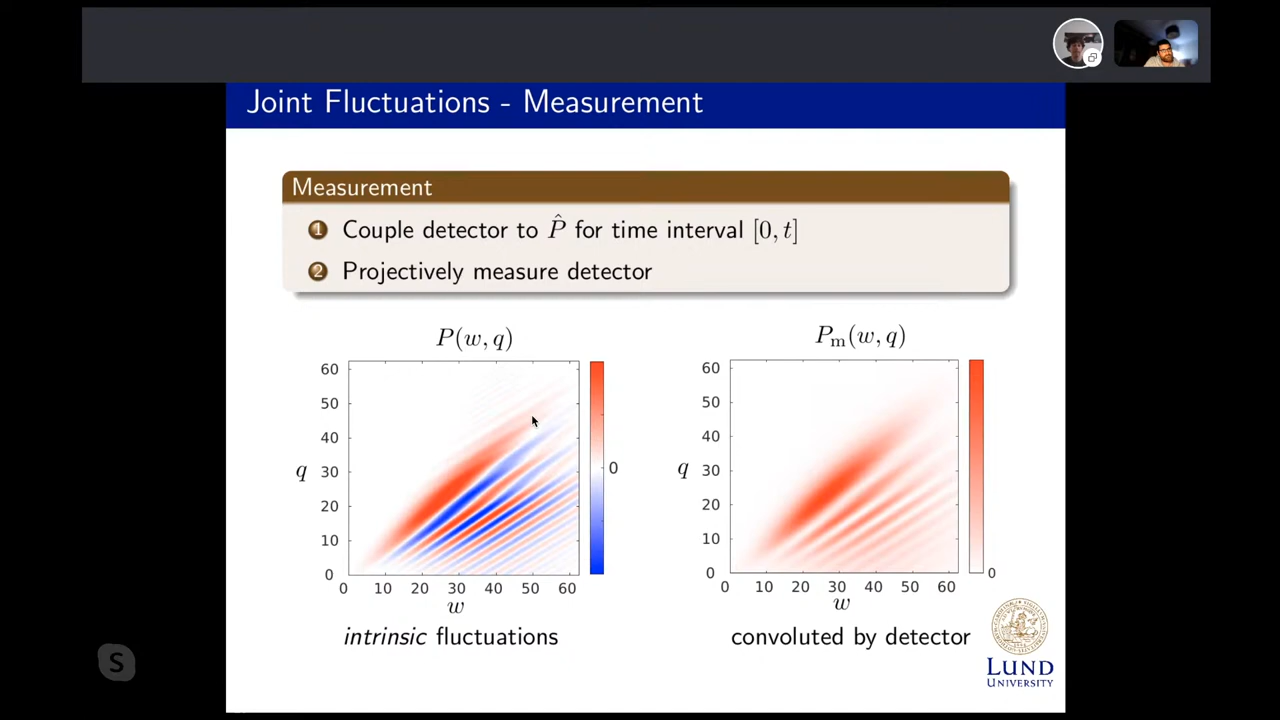 Joint Fluctuations - Measurement
Measurement
1 Couple detector to P̂ for time interval [0, t]
2 Projectively measure detector
P(w, q)
60
50
40
30
20
10
0
q
0 10 20 30 40 50 60
w
0
intrinsic fluctuations
Pₘ(w, q)
60
50
40
30
20
10
0
q
0 10 20 30 40 50 60
w
0
convoluted by detector
LUND
UNIVERSITY
S